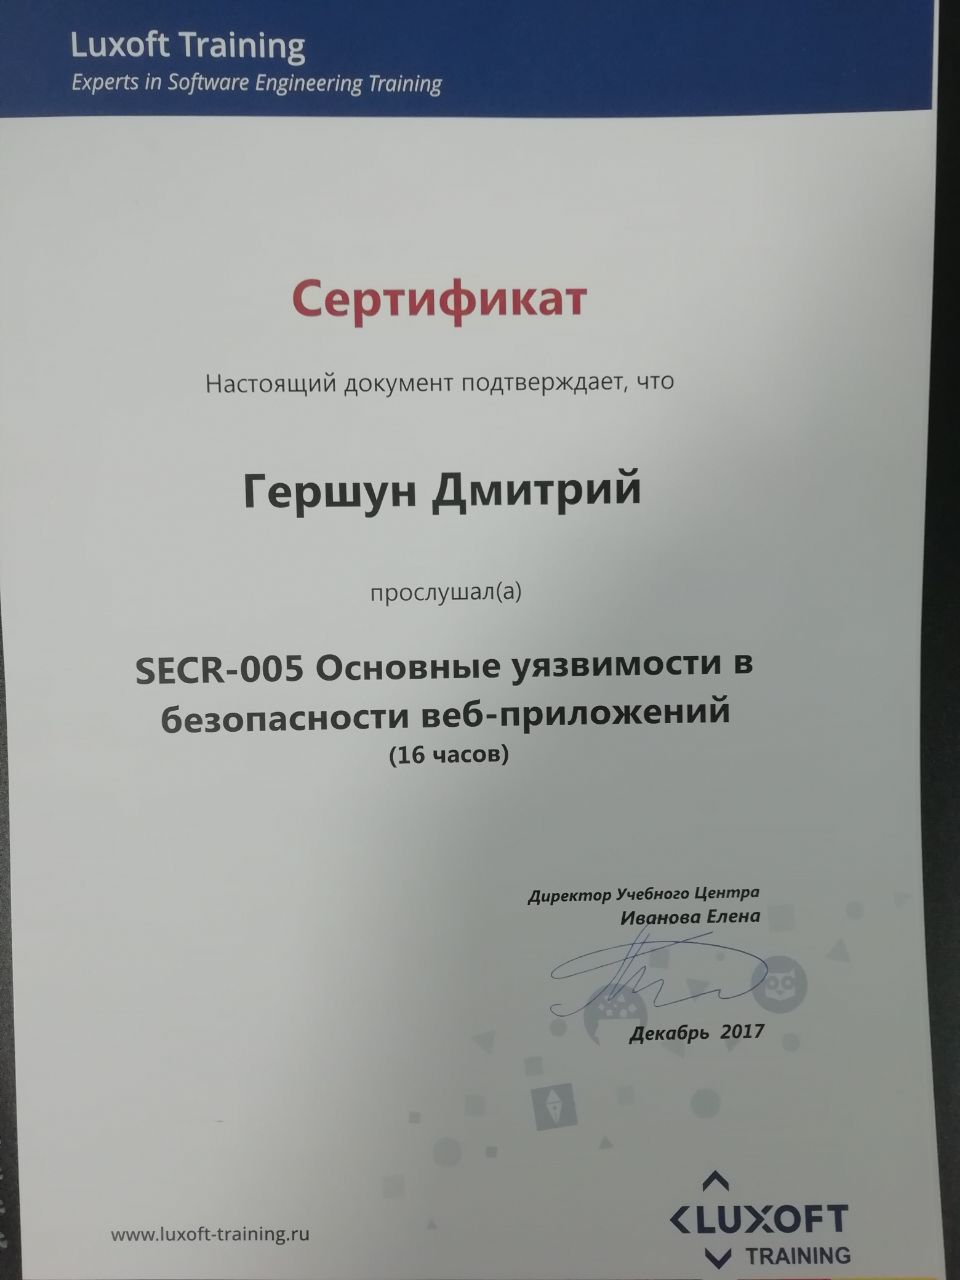 Luxoft Training
Experts in Software Engineering Training
Сертификат
Настоящий документ подтверждает, что
Гершун Дмитрий
прослушал(а)
SECR-005 Основные уязвимости в
безопасности веб-приложений
(16 часов)
Директор Учебного Центра
Иванова Елена
Декабрь 2017
www.luxoft-training.ru
LUXOFT
TRAINING